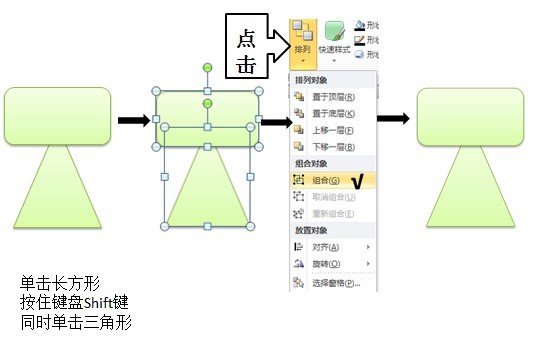 点
击
排列
快速样式
形状
形状
形状
排列对象
置于顶层(R)
置于底层(K)
上移一层(F)
下移一层(B)
组合对象
组合(G) √
取消组合(U)
重新组合(E)
放置对象
对齐(A)
旋转(O)
选择窗格(P)...
单击长方形
按住键盘Shift键
同时单击三角形